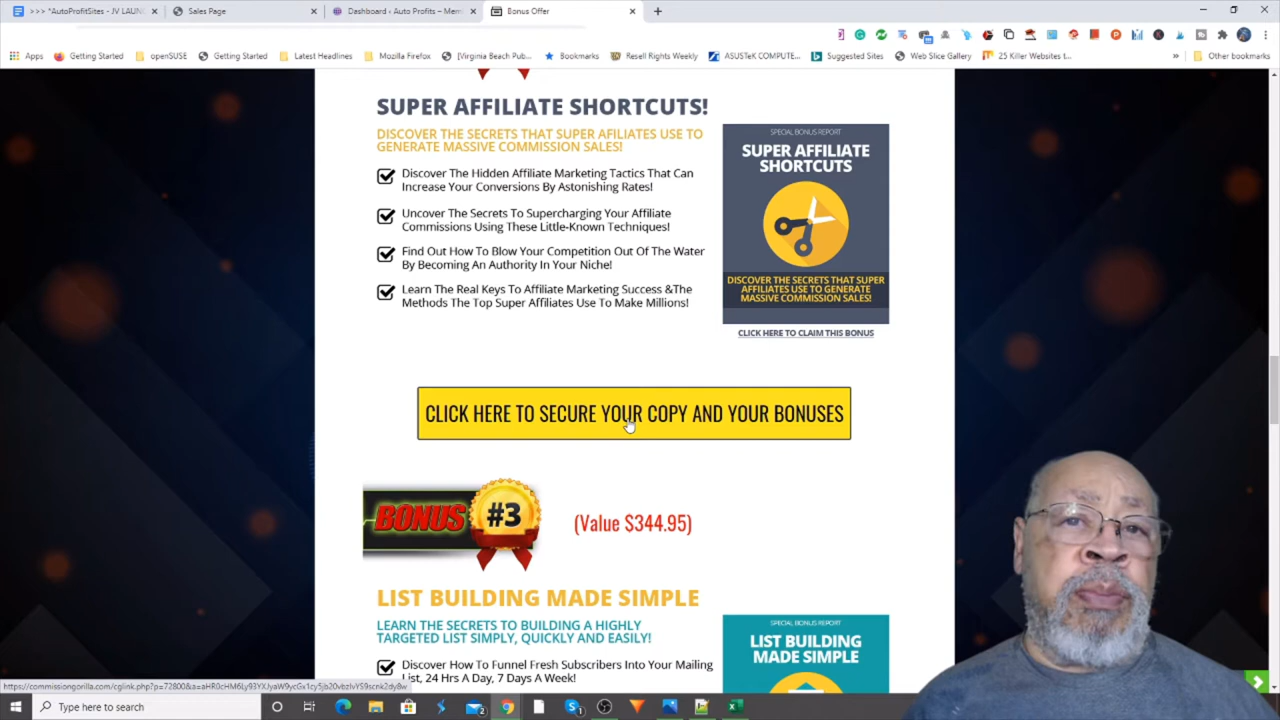 >>> *AutoProfitSites - JV LAUN
Sales Page
Dashboard ‹ Auto Profits – Mem
Bonus Offer
Apps
Getting Started
openSUSE
Getting Started
Latest Headlines
Mozilla Firefox
[Virginia Beach Pub...
Bookmarks
Resell Rights Weekly
ASUSTeK COMPUTE...
Suggested Sites
Web Slice Gallery
25 Killer Websites t...
»
Other bookmarks
SUPER AFFILIATE SHORTCUTS!
DISCOVER THE SECRETS THAT SUPER AFILIATES USE TO
GENERATE MASSIVE COMMISSION SALES!
Discover The Hidden Affiliate Marketing Tactics That Can
Increase Your Conversions By Astonishing Rates!
Uncover The Secrets To Supercharging Your Affiliate
Commissions Using These Little-Known Techniques!
Find Out How To Blow Your Competition Out Of The Water
By Becoming An Authority In Your Niche!
Learn The Real Keys To Affiliate Marketing Success &The
Methods The Top Super Affiliates Use To Make Millions!
SPECIAL BONUS REPORT
SUPER AFFILIATE
SHORTCUTS
DISCOVER THE SECRETS THAT SUPER
AFFILIATES USE TO GENERATE
MASSIVE COMMISSION SALES!
CLICK HERE TO CLAIM THIS BONUS
CLICK HERE TO SECURE YOUR COPY AND YOUR BONUSES
BONUS #3
(Value $344.95)
LIST BUILDING MADE SIMPLE
LEARN THE SECRETS TO BUILDING A HIGHLY
TARGETED LIST SIMPLY, QUICKLY AND EASILY!
Discover How To Funnel Fresh Subscribers Into Your Mailing
List, 24 Hrs A Day, 7 Days A Week!
SPECIAL BONUS REPORT
LIST BUILDING
MADE SIMPLE
Type here to search